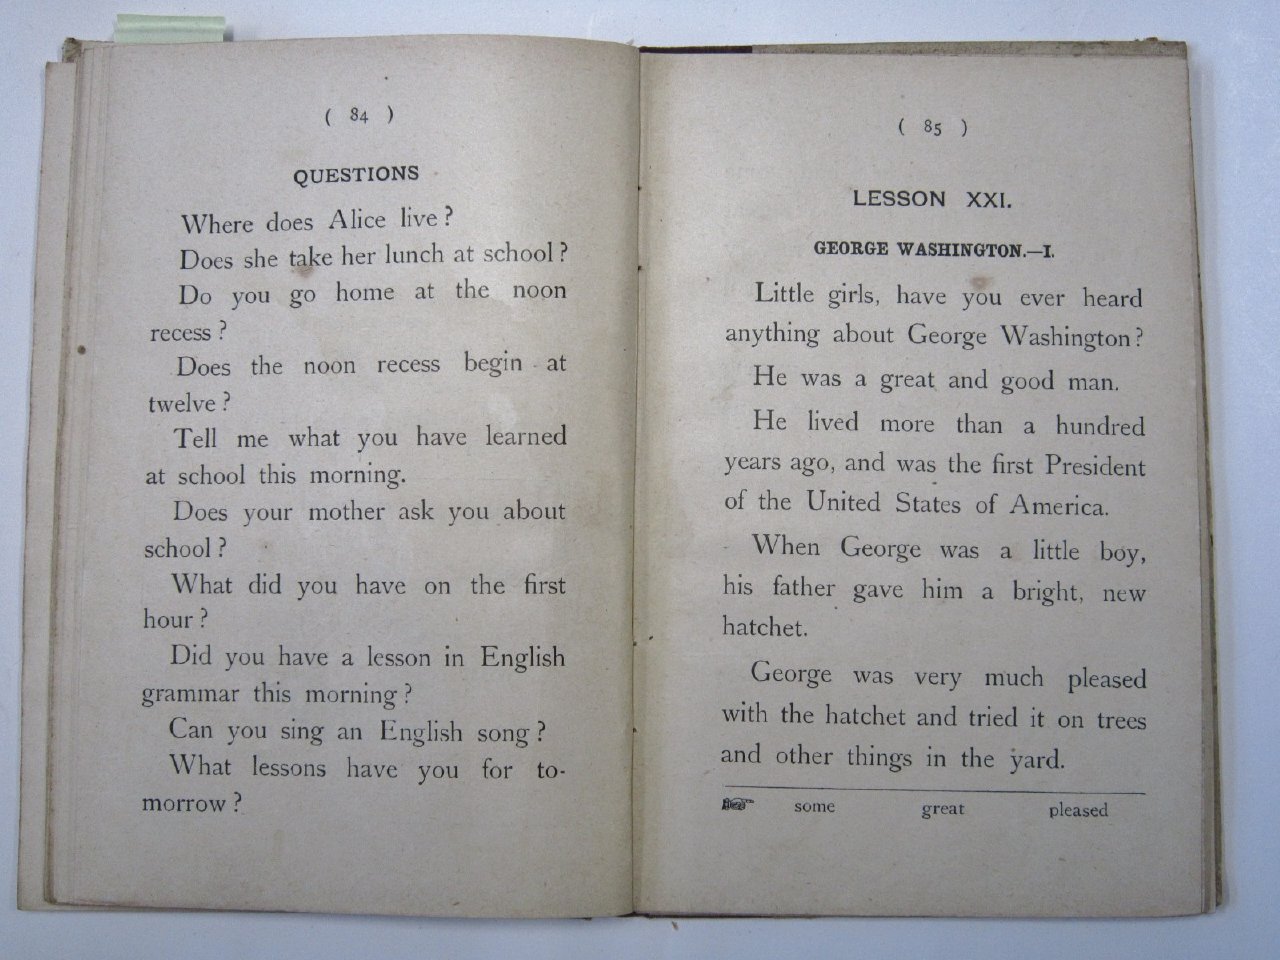 ( 84 )
QUESTIONS
Where does Alice live?
Does she take her lunch at school?
Do you go home at the noon
recess?
Does the noon recess begin at
twelve?
Tell me what you have learned
at school this morning.
Does your mother ask you about
school?
What did you have on the first
hour?
Did you have a lesson in English
grammar this morning?
Can you sing an English song?
What lessons have you for to-
morrow?
( 85 )
LESSON XXI.
GEORGE WASHINGTON.—I.
Little girls, have you ever heard
anything about George Washington?
He was a great and good man.
He lived more than a hundred
years ago, and was the first President
of the United States of America.
When George was a little boy,
his father gave him a bright, new
hatchet.
George was very much pleased
with the hatchet and tried it on trees
and other things in the yard.
some great pleased